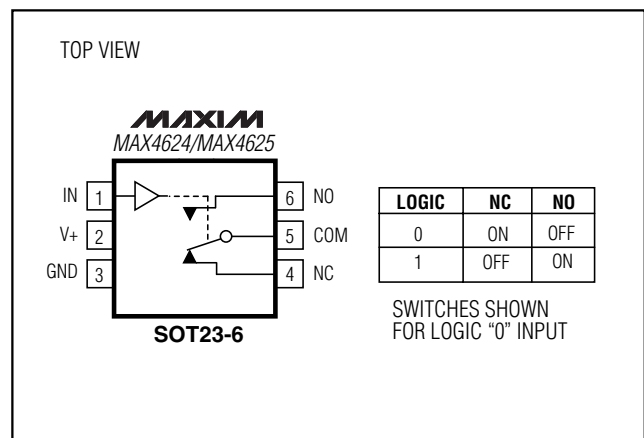 TOP VIEW
MAXIM
MAX4624/MAX4625
IN 1
V+ 2
GND 3
6 NO
5 COM
4 NC
SOT23-6
LOGIC NC NO
0 ON OFF
1 OFF ON
SWITCHES SHOWN
FOR LOGIC “0” INPUT